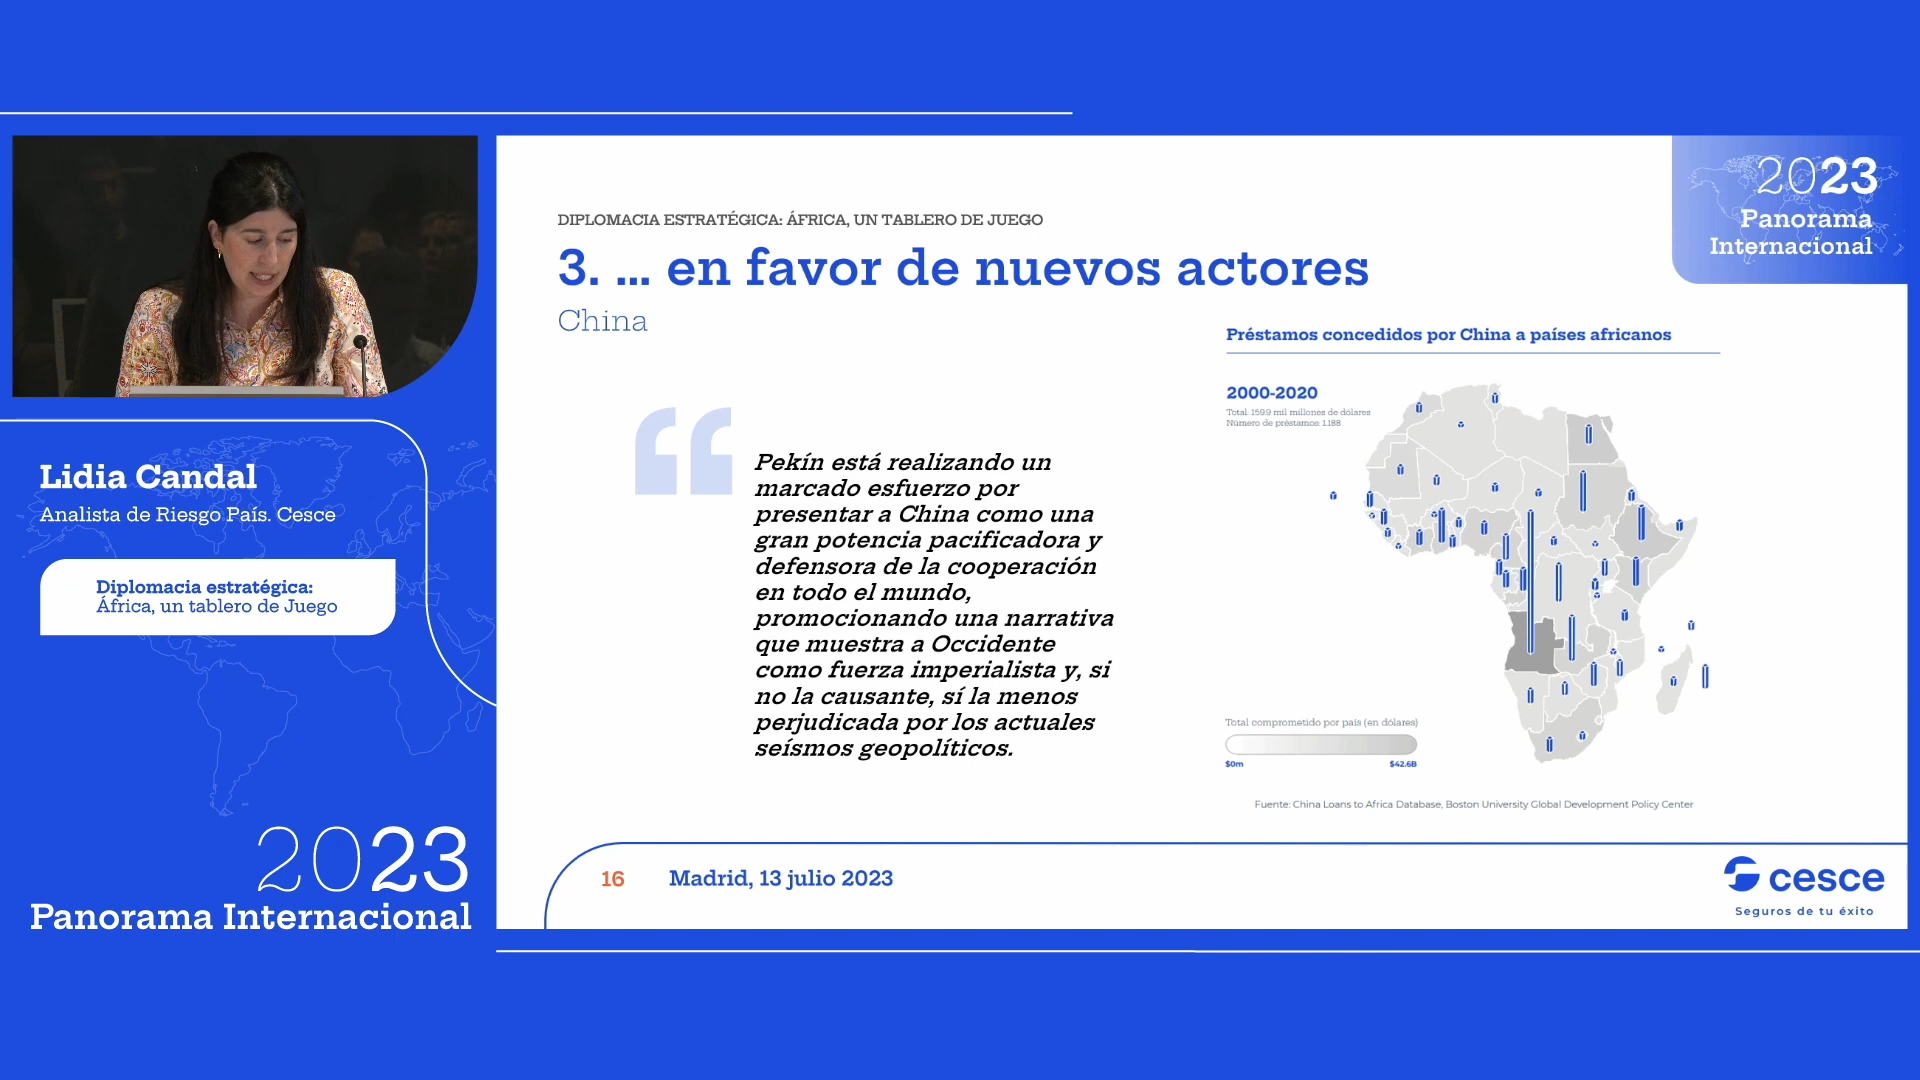 2023
Panorama
Internacional
DIPLOMACIA ESTRATÉGICA: ÁFRICA, UN TABLERO DE JUEGO
3. ... en favor de nuevos actores
China
Préstamos concedidos por China a países africanos
2000-2020
Total: 159.9 mil millones de dólares
Número de préstamos: 1.188
Pekín está realizando un
marcado esfuerzo por
presentar a China como una
gran potencia pacificadora y
defensora de la cooperación
en todo el mundo,
promocionando una narrativa
que muestra a Occidente
como fuerza imperialista y, si
no la causante, sí la menos
perjudicada por los actuales
seísmos geopolíticos.
Total comprometido por país (en dólares)
$0m
$42.6B
Fuente: China Loans to Africa Database, Boston University Global Development Policy Center
16
Madrid, 13 julio 2023
cesce
Seguros de tu éxito
Lidia Candal
Analista de Riesgo País. Cesce
Diplomacia estratégica:
África, un tablero de Juego
2023
Panorama Internacional